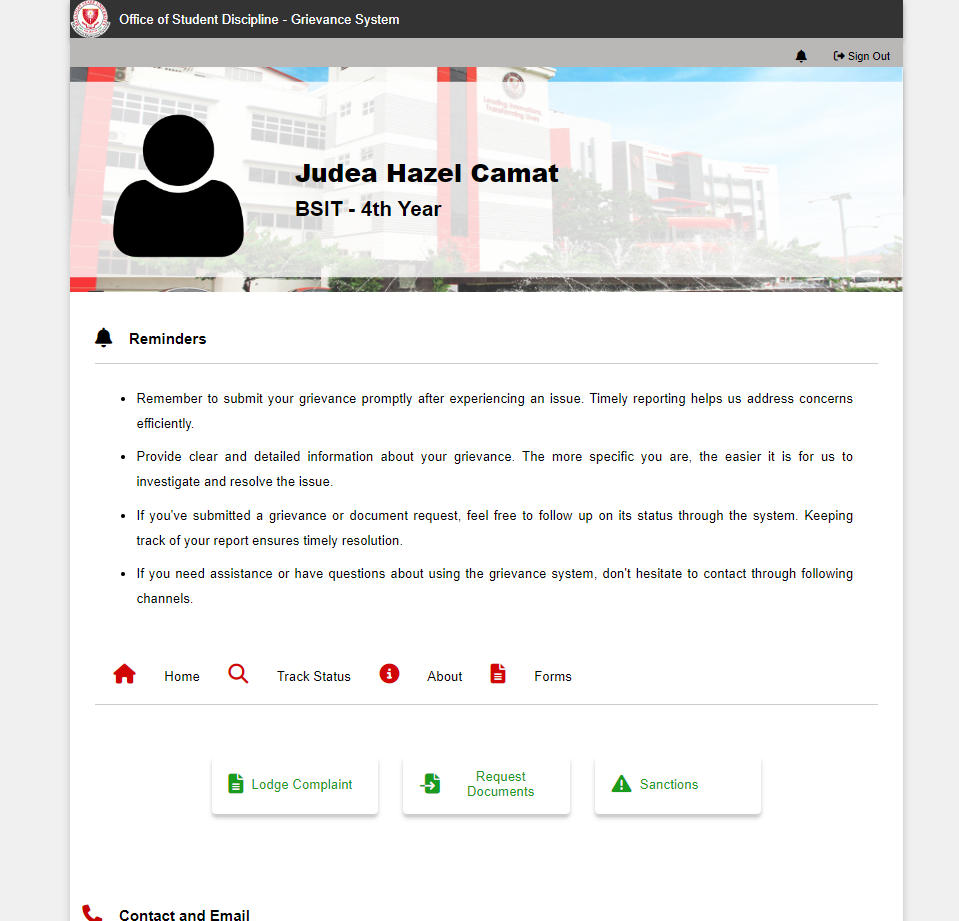 Office of Student Discipline - Grievance System
Sign Out
Leading Innovations,
Transforming Lives
Judea Hazel Camat
BSIT - 4th Year
Reminders
• Remember to submit your grievance promptly after experiencing an issue. Timely reporting helps us address concerns
efficiently.
• Provide clear and detailed information about your grievance. The more specific you are, the easier it is for us to
investigate and resolve the issue.
• If you've submitted a grievance or document request, feel free to follow up on its status through the system. Keeping
track of your report ensures timely resolution.
• If you need assistance or have questions about using the grievance system, don't hesitate to contact through following
channels.
Home
Track Status
About
Forms
Lodge Complaint
Request
Documents
Sanctions
Contact and Email